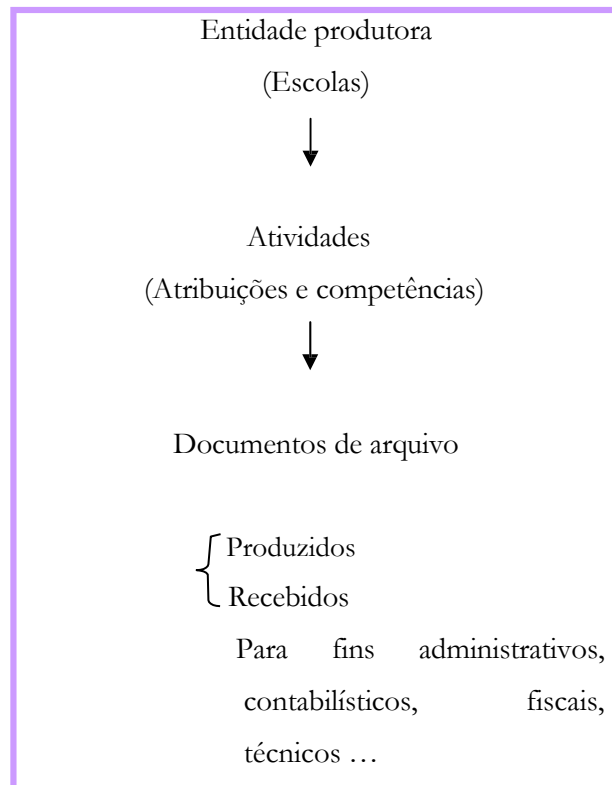 Entidade produtora
(Escolas)
Atividades
(Atribuições e competências)
Documentos de arquivo
Produzidos
Recebidos
Para fins administrativos,
contabilísticos, fiscais,
técnicos …